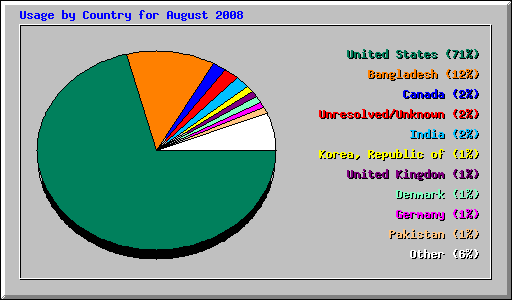 Usage by Country for August 2008
United States (71%)
Bangladesh (12%)
Canada (2%)
Unresolved/Unknown (2%)
India (2%)
Korea, Republic of (1%)
United Kingdom (1%)
Denmark (1%)
Germany (1%)
Pakistan (1%)
Other (6%)